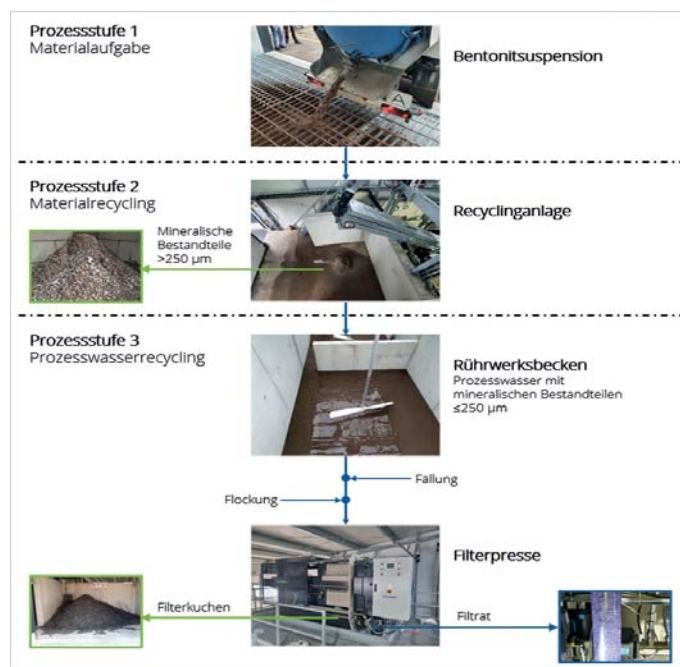 Prozessstufe 1
Materialaufgabe
Bentonitsuspension
A
Prozessstufe 2
Materialrecycling
Recyclinganlage
Mineralische
Bestandteile
>250 µm
Prozessstufe 3
Prozesswasserrecycling
Rührwerksbecken
Prozesswasser mit
mineralischen Bestandteilen
≤250 µm
Fällung
Flockung
Filterpresse
Filterkuchen
Filtrat